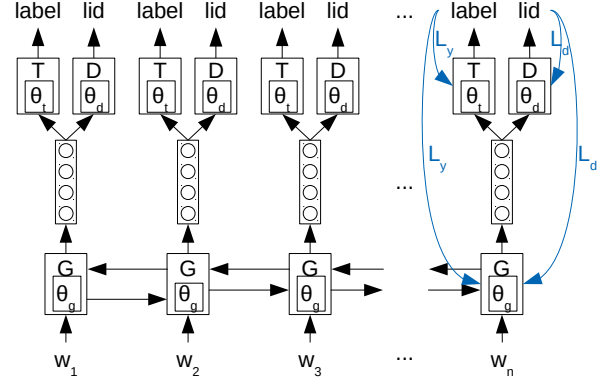 label lid label lid label lid ... label lid
L_y L_d
T D T D T D T D
θ_t θ_d θ_t θ_d θ_t θ_d θ_t θ_d
L_y L_d
...
G G G G
θ_g θ_g θ_g θ_g
w_1 w_2 w_3 ... w_n